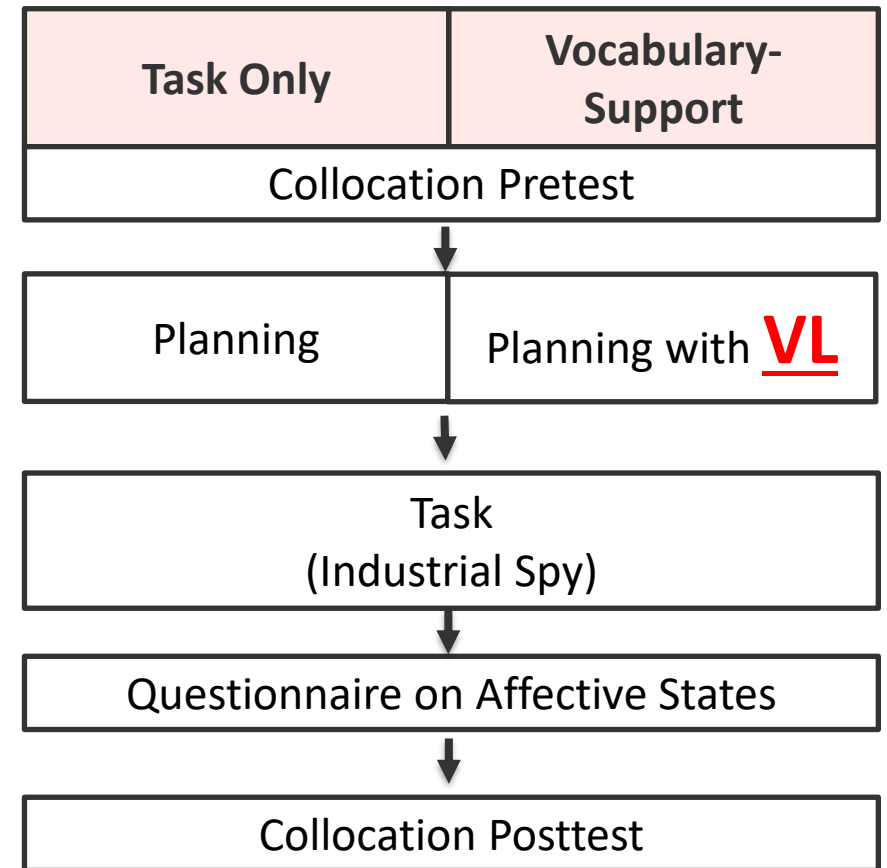 Task Only
Vocabulary-
Support
Collocation Pretest
Planning
Planning with VL
Task
(Industrial Spy)
Questionnaire on Affective States
Collocation Posttest